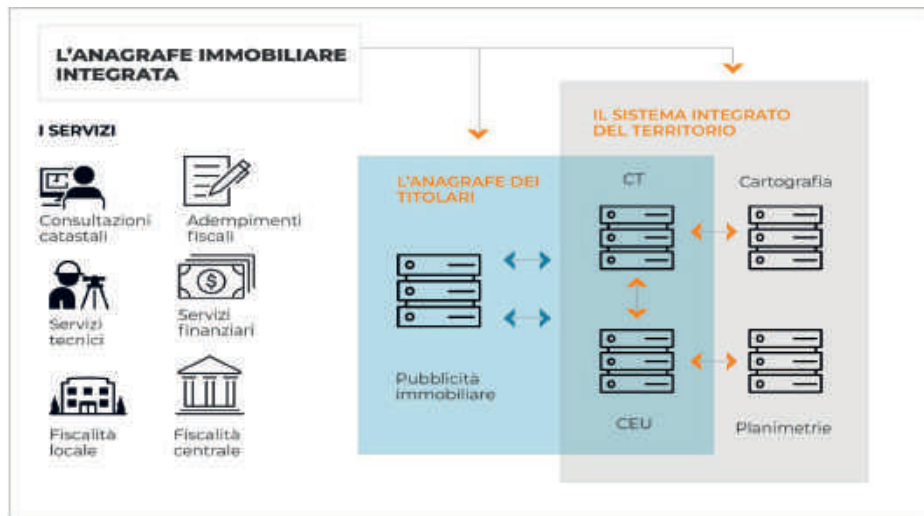 L'ANAGRAFE IMMOBILIARE
INTEGRATA
I SERVIZI
Consultazioni
catastali
Adempimenti
fiscali
Servizi
tecnici
Servizi
finanziari
Fiscalità
locale
Fiscalità
centrale
L'ANAGRAFE DEI
TITOLARI
Pubblicità
immobiliare
IL SISTEMA INTEGRATO
DEL TERRITORIO
CT
Cartografia
CEU
Planimetrie